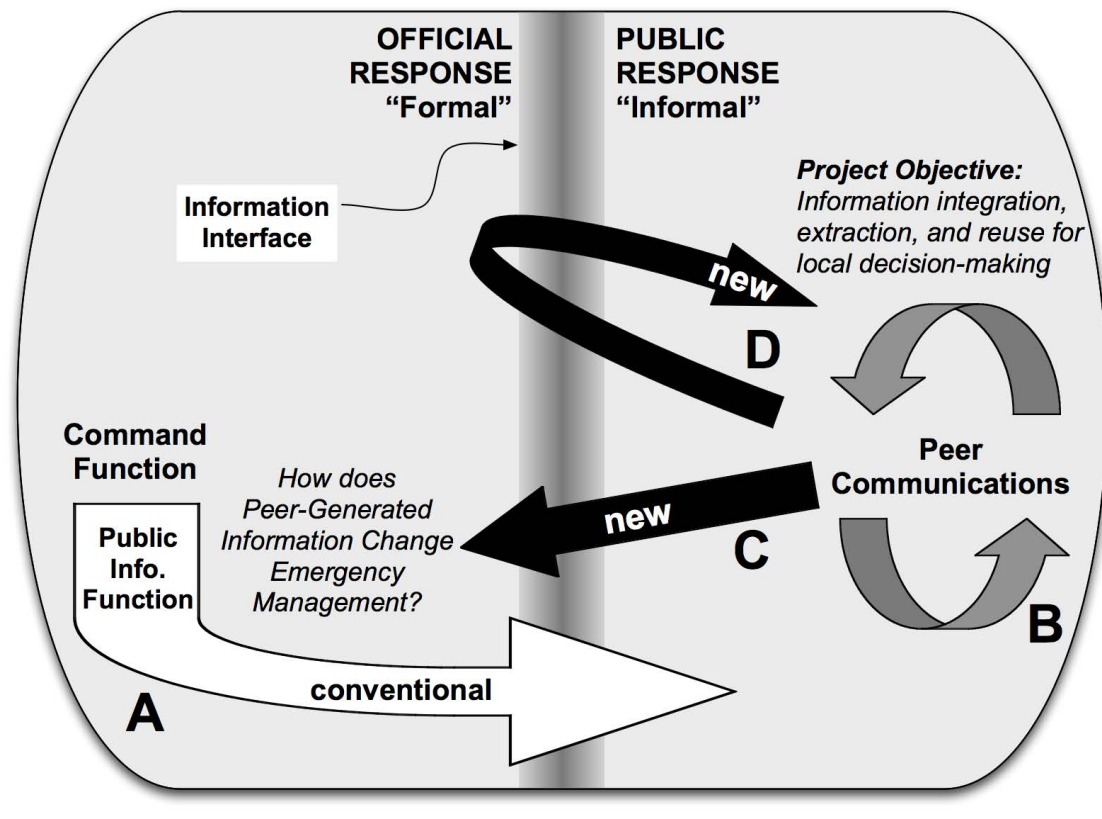 OFFICIAL
RESPONSE
“Formal”
PUBLIC
RESPONSE
“Informal”
Information
Interface
Project Objective:
Information integration,
extraction, and reuse for
local decision-making
new
D
Command
Function
Public
Info.
Function
How does
Peer-Generated
Information Change
Emergency
Management?
new
C
Peer
Communications
B
conventional
A